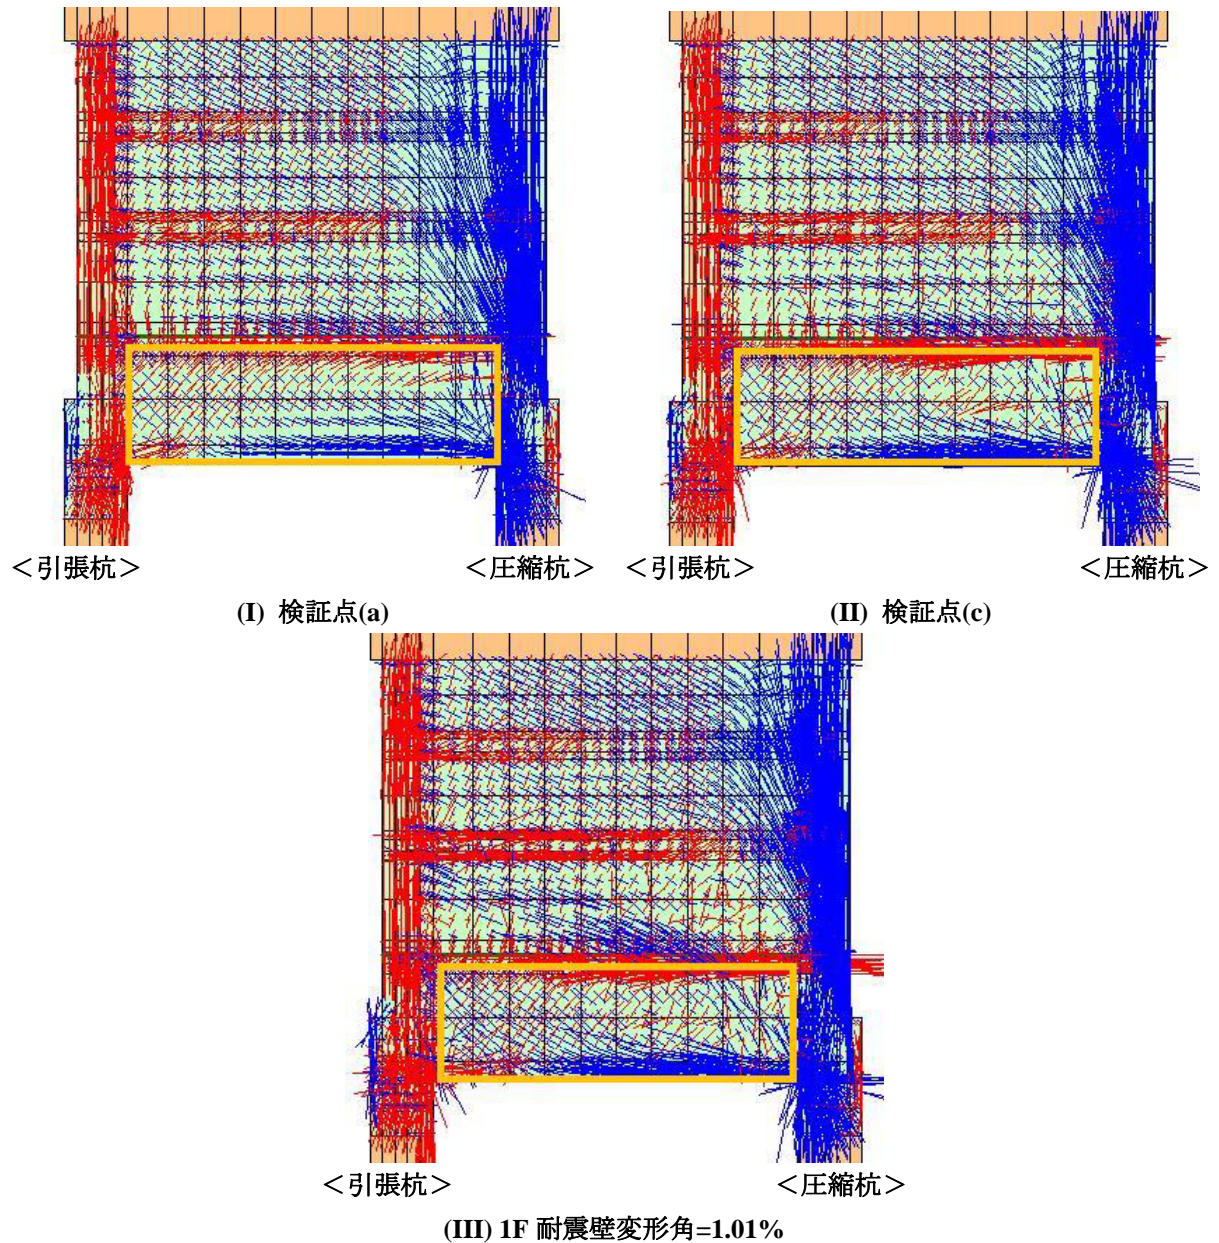 <引張杭> <圧縮杭> <引張杭> <圧縮杭>
(I) 検証点(a) (II) 検証点(c)
<引張杭> <圧縮杭>
(III) 1F 耐震壁変形角=1.01%